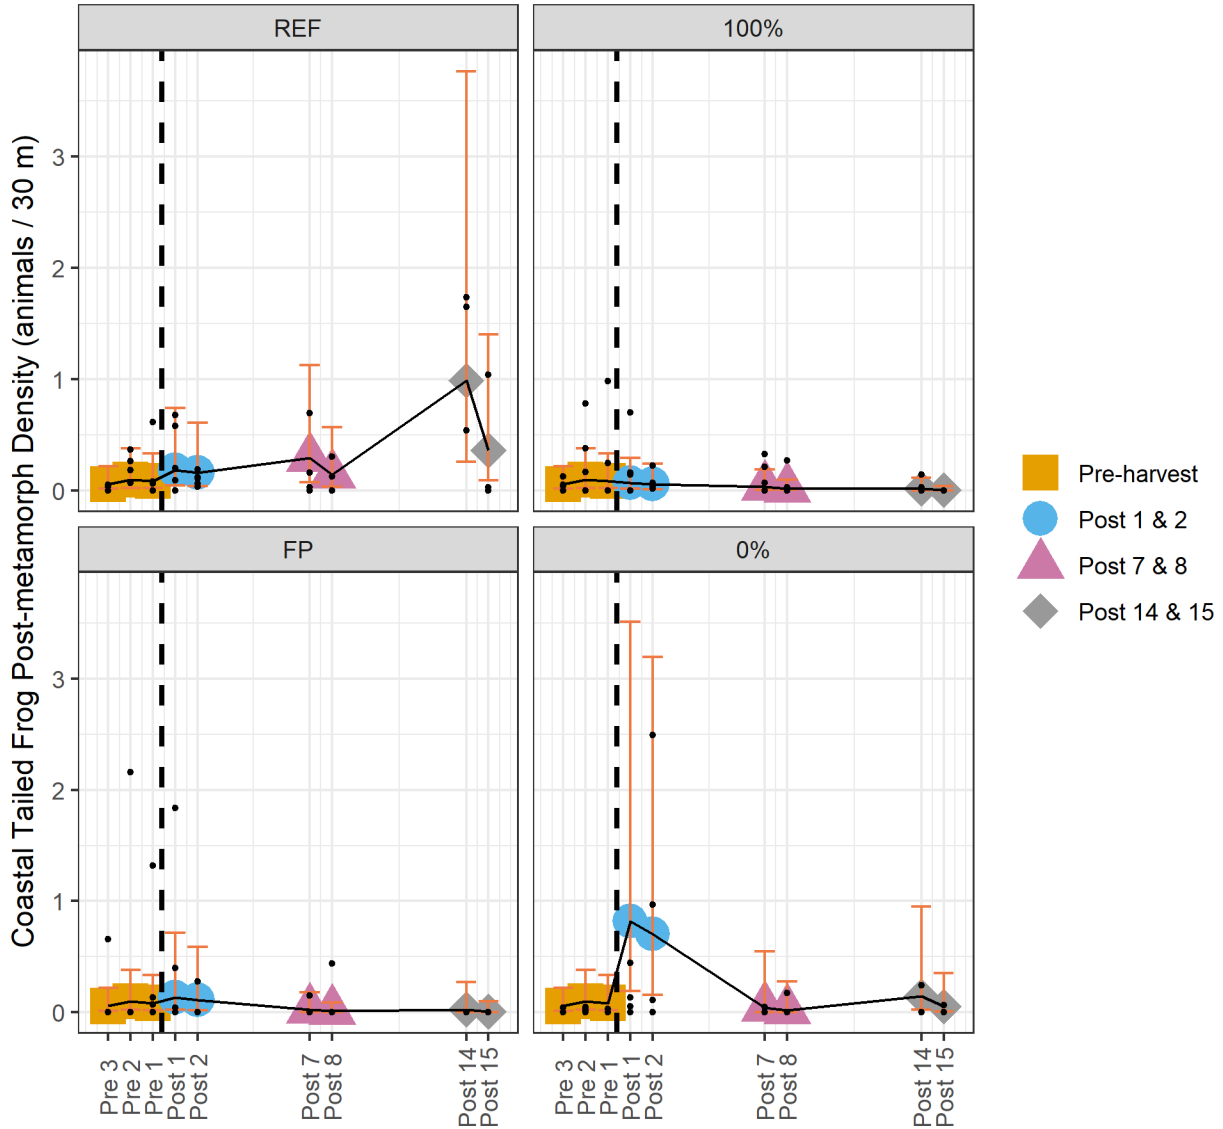 REF
100%
3
2
1
0
FP
0%
3
2
1
0
Coastal Tailed Frog Post-metamorph Density (animals / 30 m)
Pre 3
Pre 2
Pre 1
Post 1
Post 2
Post 7
Post 8
Post 14
Post 15
Pre 3
Pre 2
Pre 1
Post 1
Post 2
Post 7
Post 8
Post 14
Post 15
Pre-harvest
Post 1 & 2
Post 7 & 8
Post 14 & 15